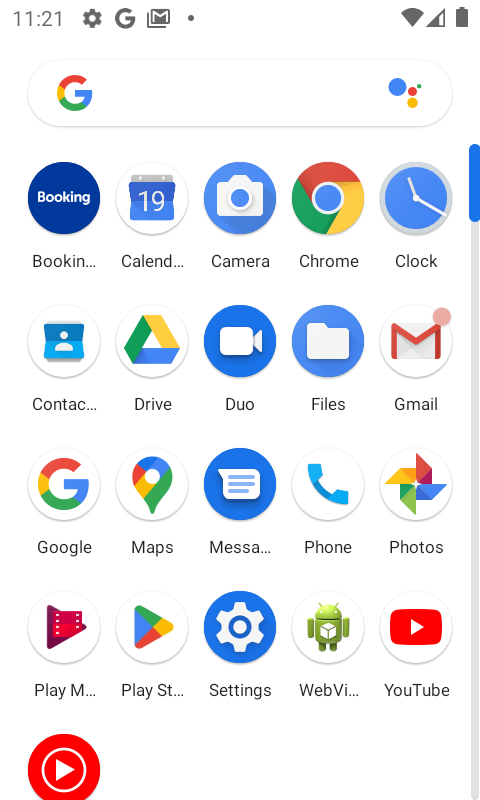 11:21
Booking
19
Bookin...
Calend...
Camera
Chrome
Clock
Contac...
Drive
Duo
Files
Gmail
Google
Maps
Messa...
Phone
Photos
Play M...
Play St...
Settings
WebVi...
YouTube